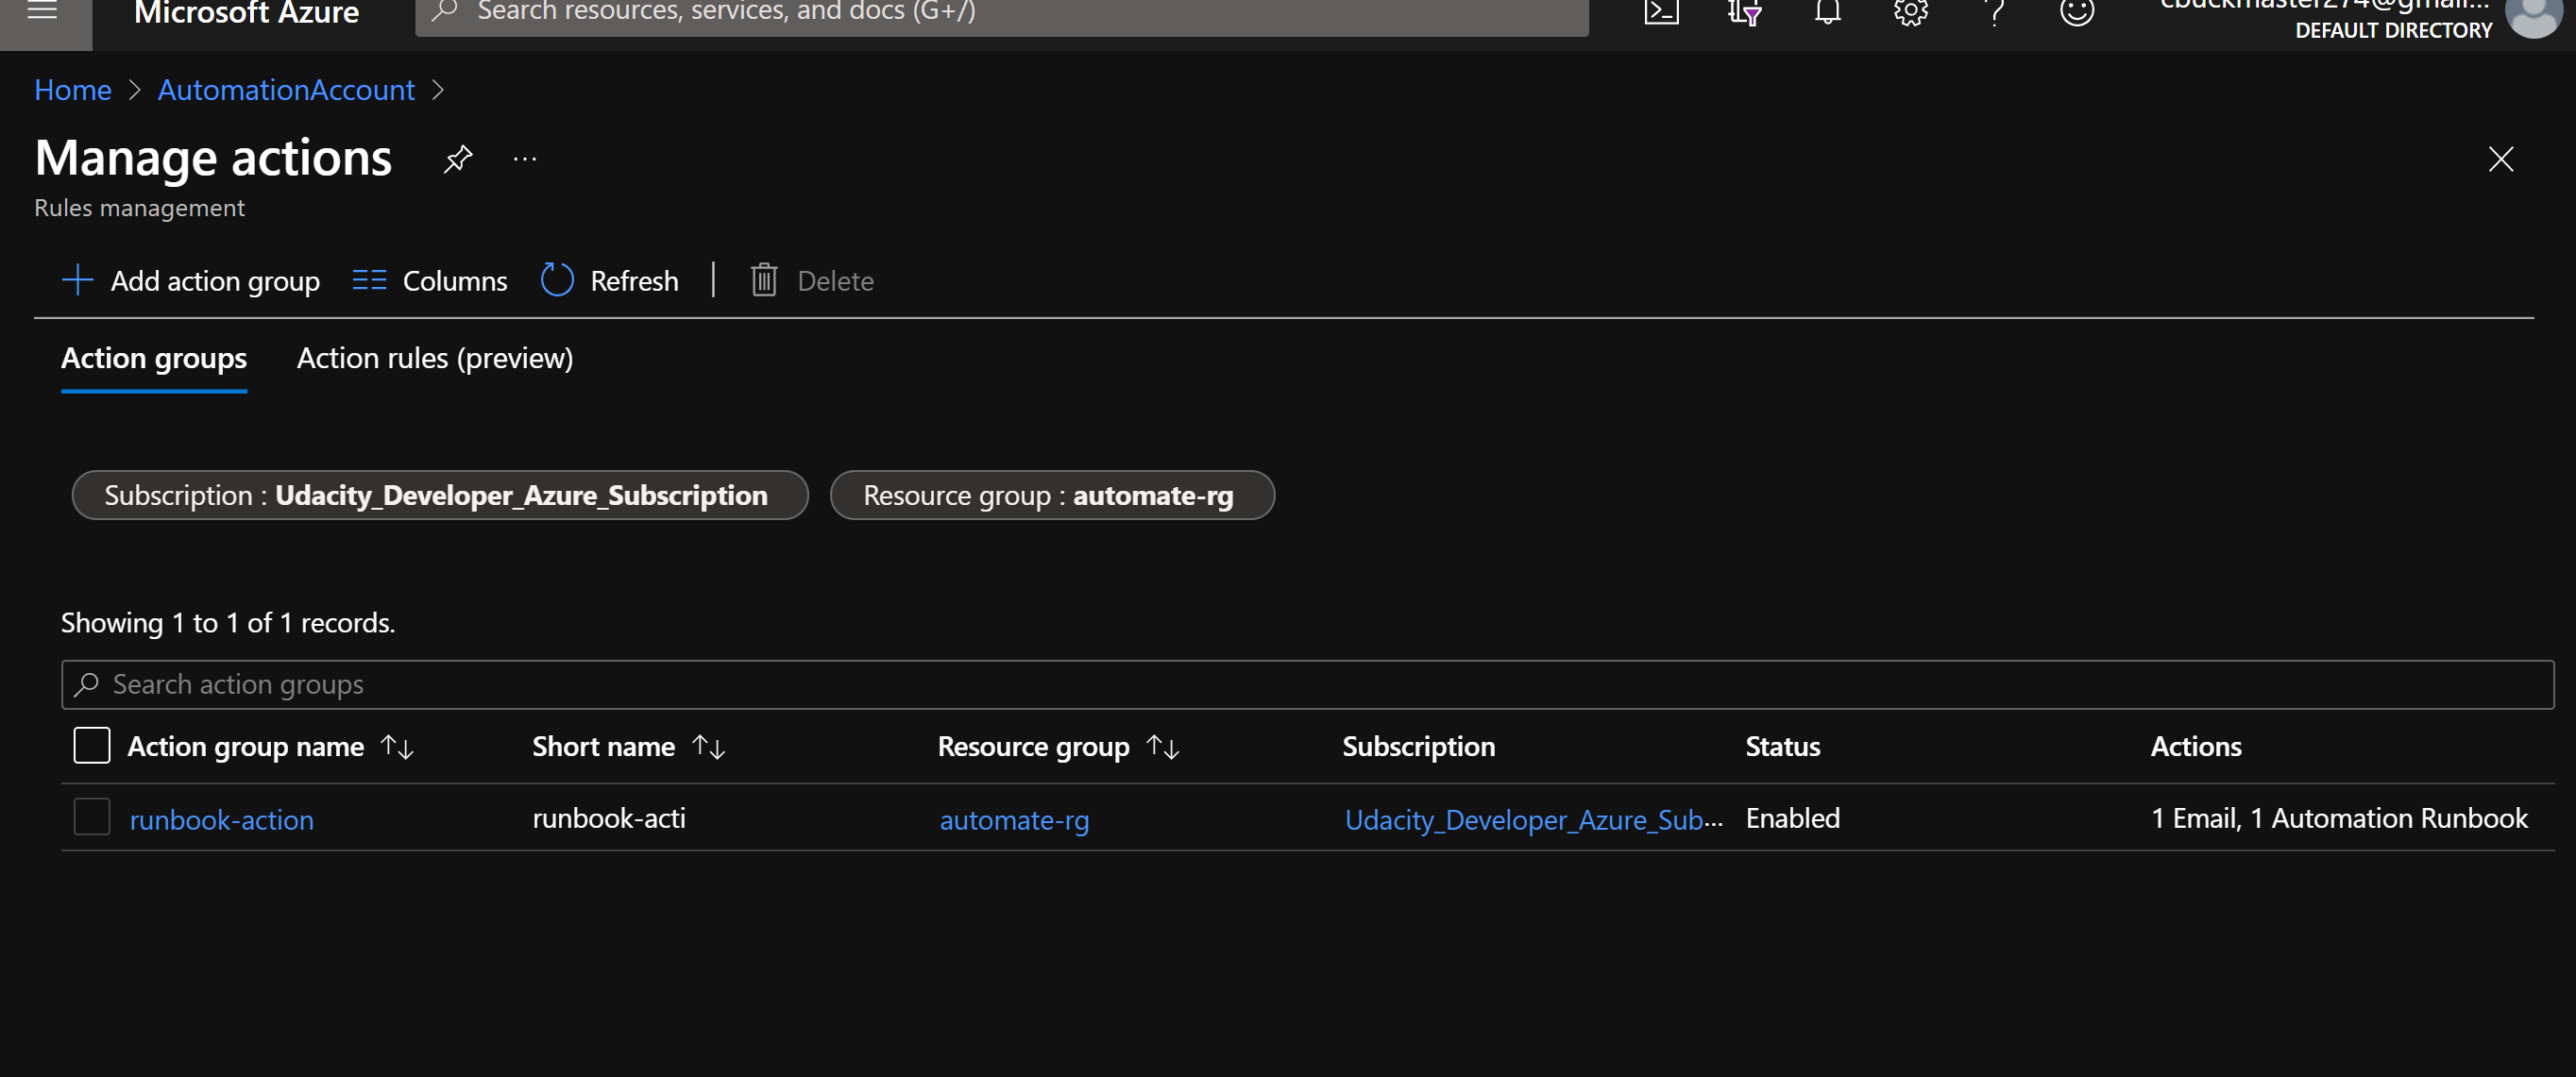 Microsoft Azure
Search resources, services, and docs (G+/)
cbuckmaster274@gmail...
DEFAULT DIRECTORY
Home > AutomationAccount >
Manage actions ...
Rules management
Add action group Columns Refresh | Delete
Action groups Action rules (preview)
Subscription : Udacity_Developer_Azure_Subscription Resource group : automate-rg
Showing 1 to 1 of 1 records.
Search action groups
Action group name ↑↓ Short name ↑↓ Resource group ↑↓ Subscription Status Actions
runbook-action runbook-acti automate-rg Udacity_Developer_Azure_Sub... Enabled 1 Email, 1 Automation Runbook